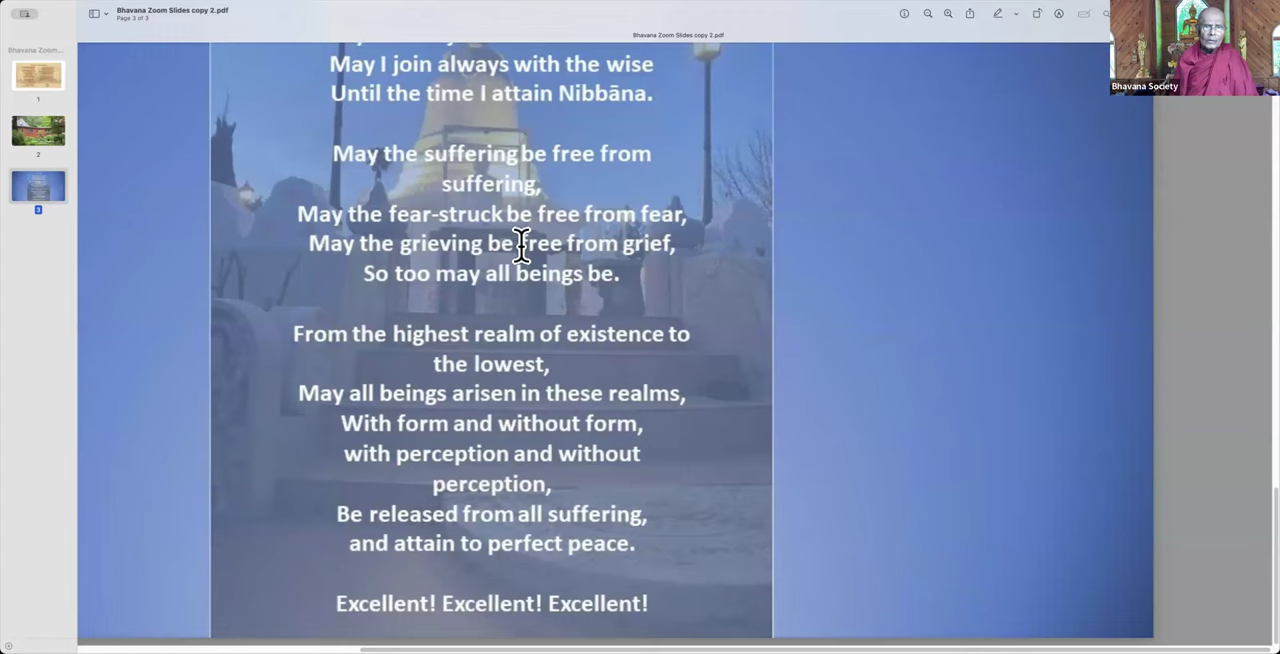 Bhavana Zoom Slides copy 2.pdf
Page 3 of 3
Bhavana Zoom Slides copy 2.pdf
Bhavana Zoom...
1
2
3
Bhavana Society
May I join always with the wise
Until the time I attain Nibbāna.
May the suffering be free from
suffering,
May the fear-struck be free from fear,
May the grieving be free from grief,
So too may all beings be.
From the highest realm of existence to
the lowest,
May all beings arisen in these realms,
With form and without form,
with perception and without
perception,
Be released from all suffering,
and attain to perfect peace.
Excellent! Excellent! Excellent!